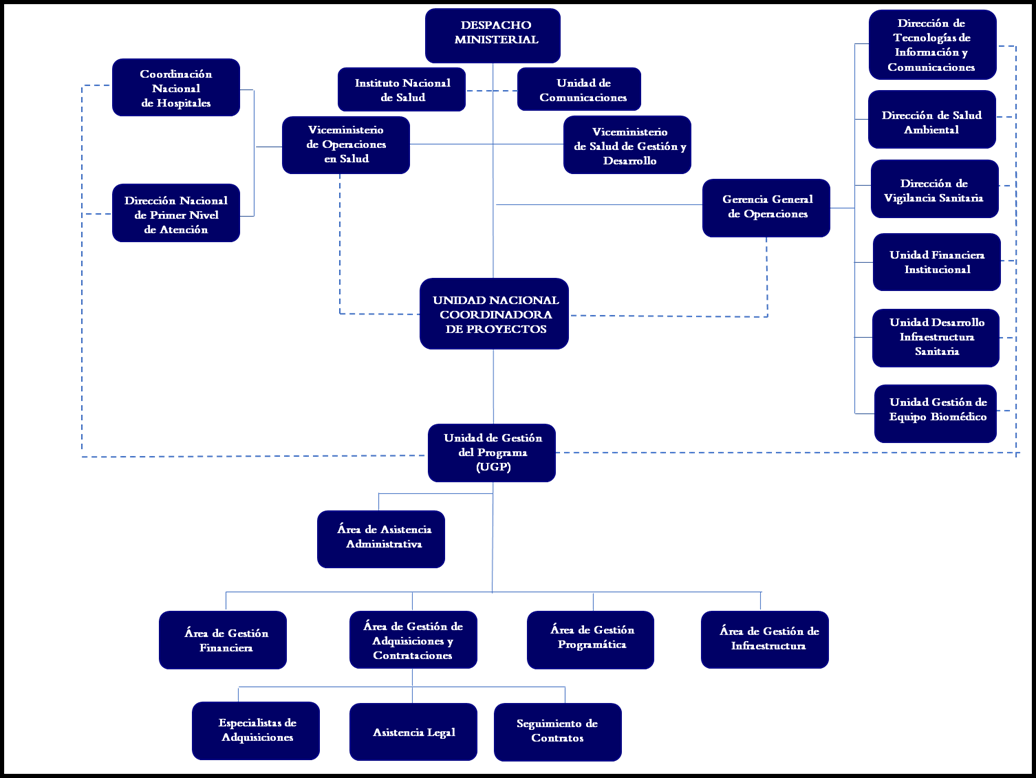 DESPACHO
MINISTERIAL
Instituto Nacional
de Salud
Unidad de
Comunicaciones
Coordinación
Nacional
de Hospitales
Viceministerio
de Operaciones
en Salud
Viceministerio
de Salud de Gestión y
Desarrollo
Dirección Nacional
de Primer Nivel
de Atención
Gerencia General
de Operaciones
Dirección de
Tecnologías de
Información y
Comunicaciones
Dirección de Salud
Ambiental
Dirección de
Vigilancia Sanitaria
Unidad Financiera
Institucional
Unidad Desarrollo
Infraestructura
Sanitaria
Unidad Gestión de
Equipo Biomédico
UNIDAD NACIONAL
COORDINADORA
DE PROYECTOS
Unidad de Gestión
del Programa
(UGP)
Área de Asistencia
Administrativa
Área de Gestión
Financiera
Área de Gestión de
Adquisiciones y
Contrataciones
Área de Gestión
Programática
Área de Gestión de
Infraestructura
Especialistas de
Adquisiciones
Asistencia Legal
Seguimiento de
Contratos